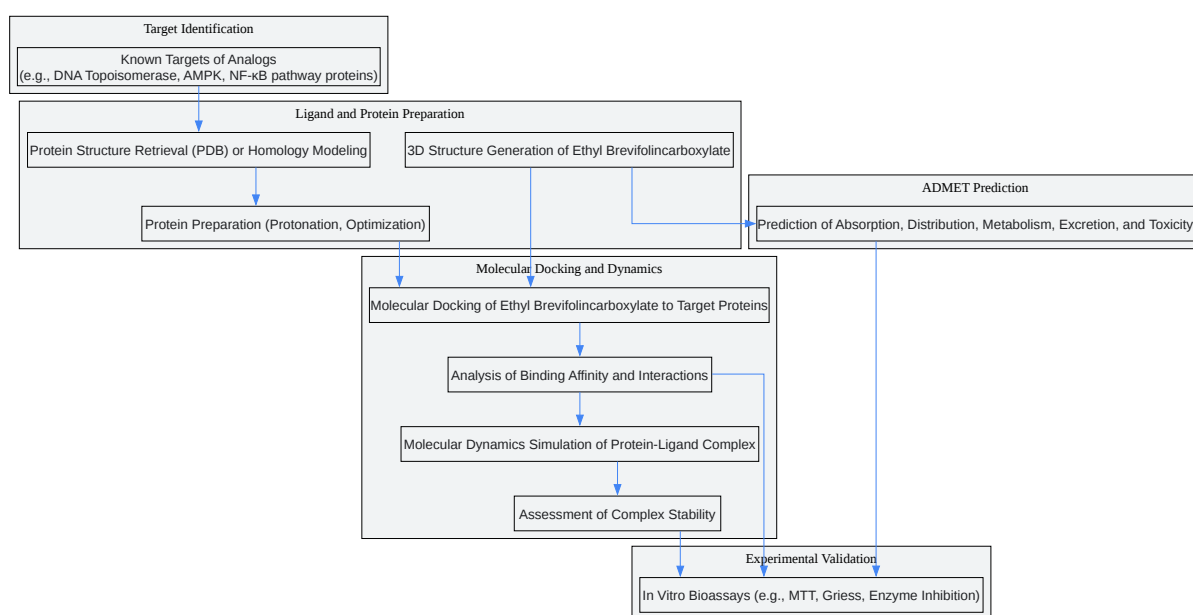 Target Identification
Known Targets of Analogs
(e.g., DNA Topoisomerase, AMPK, NF-κB pathway proteins)
Ligand and Protein Preparation
Protein Structure Retrieval (PDB) or Homology Modeling
3D Structure Generation of Ethyl Brevifolincarboxylate
Protein Preparation (Protonation, Optimization)
ADMET Prediction
Prediction of Absorption, Distribution, Metabolism, Excretion, and Toxicity
Molecular Docking and Dynamics
Molecular Docking of Ethyl Brevifolincarboxylate to Target Proteins
Analysis of Binding Affinity and Interactions
Molecular Dynamics Simulation of Protein-Ligand Complex
Assessment of Complex Stability
Experimental Validation
In Vitro Bioassays (e.g., MTT, Griess, Enzyme Inhibition)